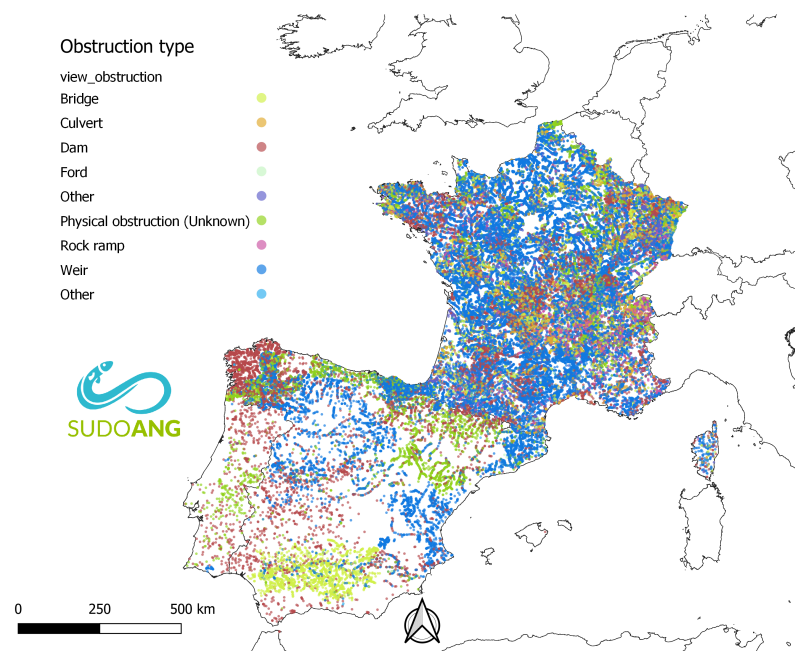 Obstruction type
view_obstruction
Bridge
Culvert
Dam
Ford
Other
Physical obstruction (Unknown)
Rock ramp
Weir
Other
SUDOANG
0 250 500 km